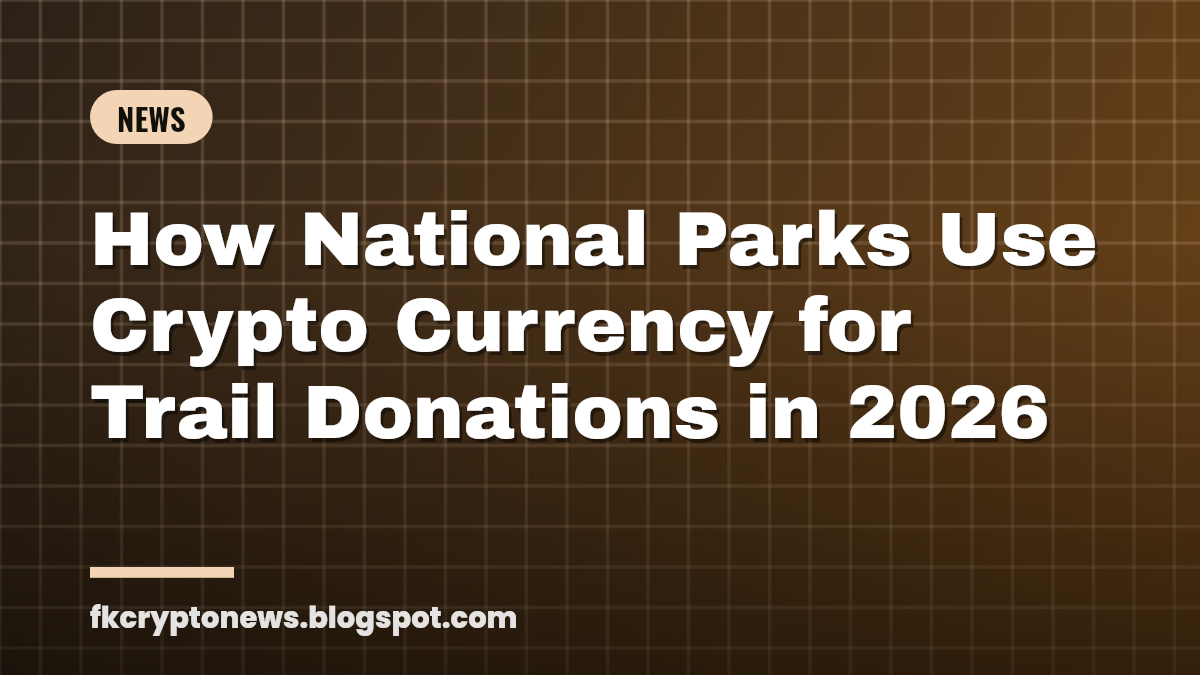 NEWS
How National Parks Use
Crypto Currency for
Trail Donations in 2026
fkcryptonews.blogspot.com